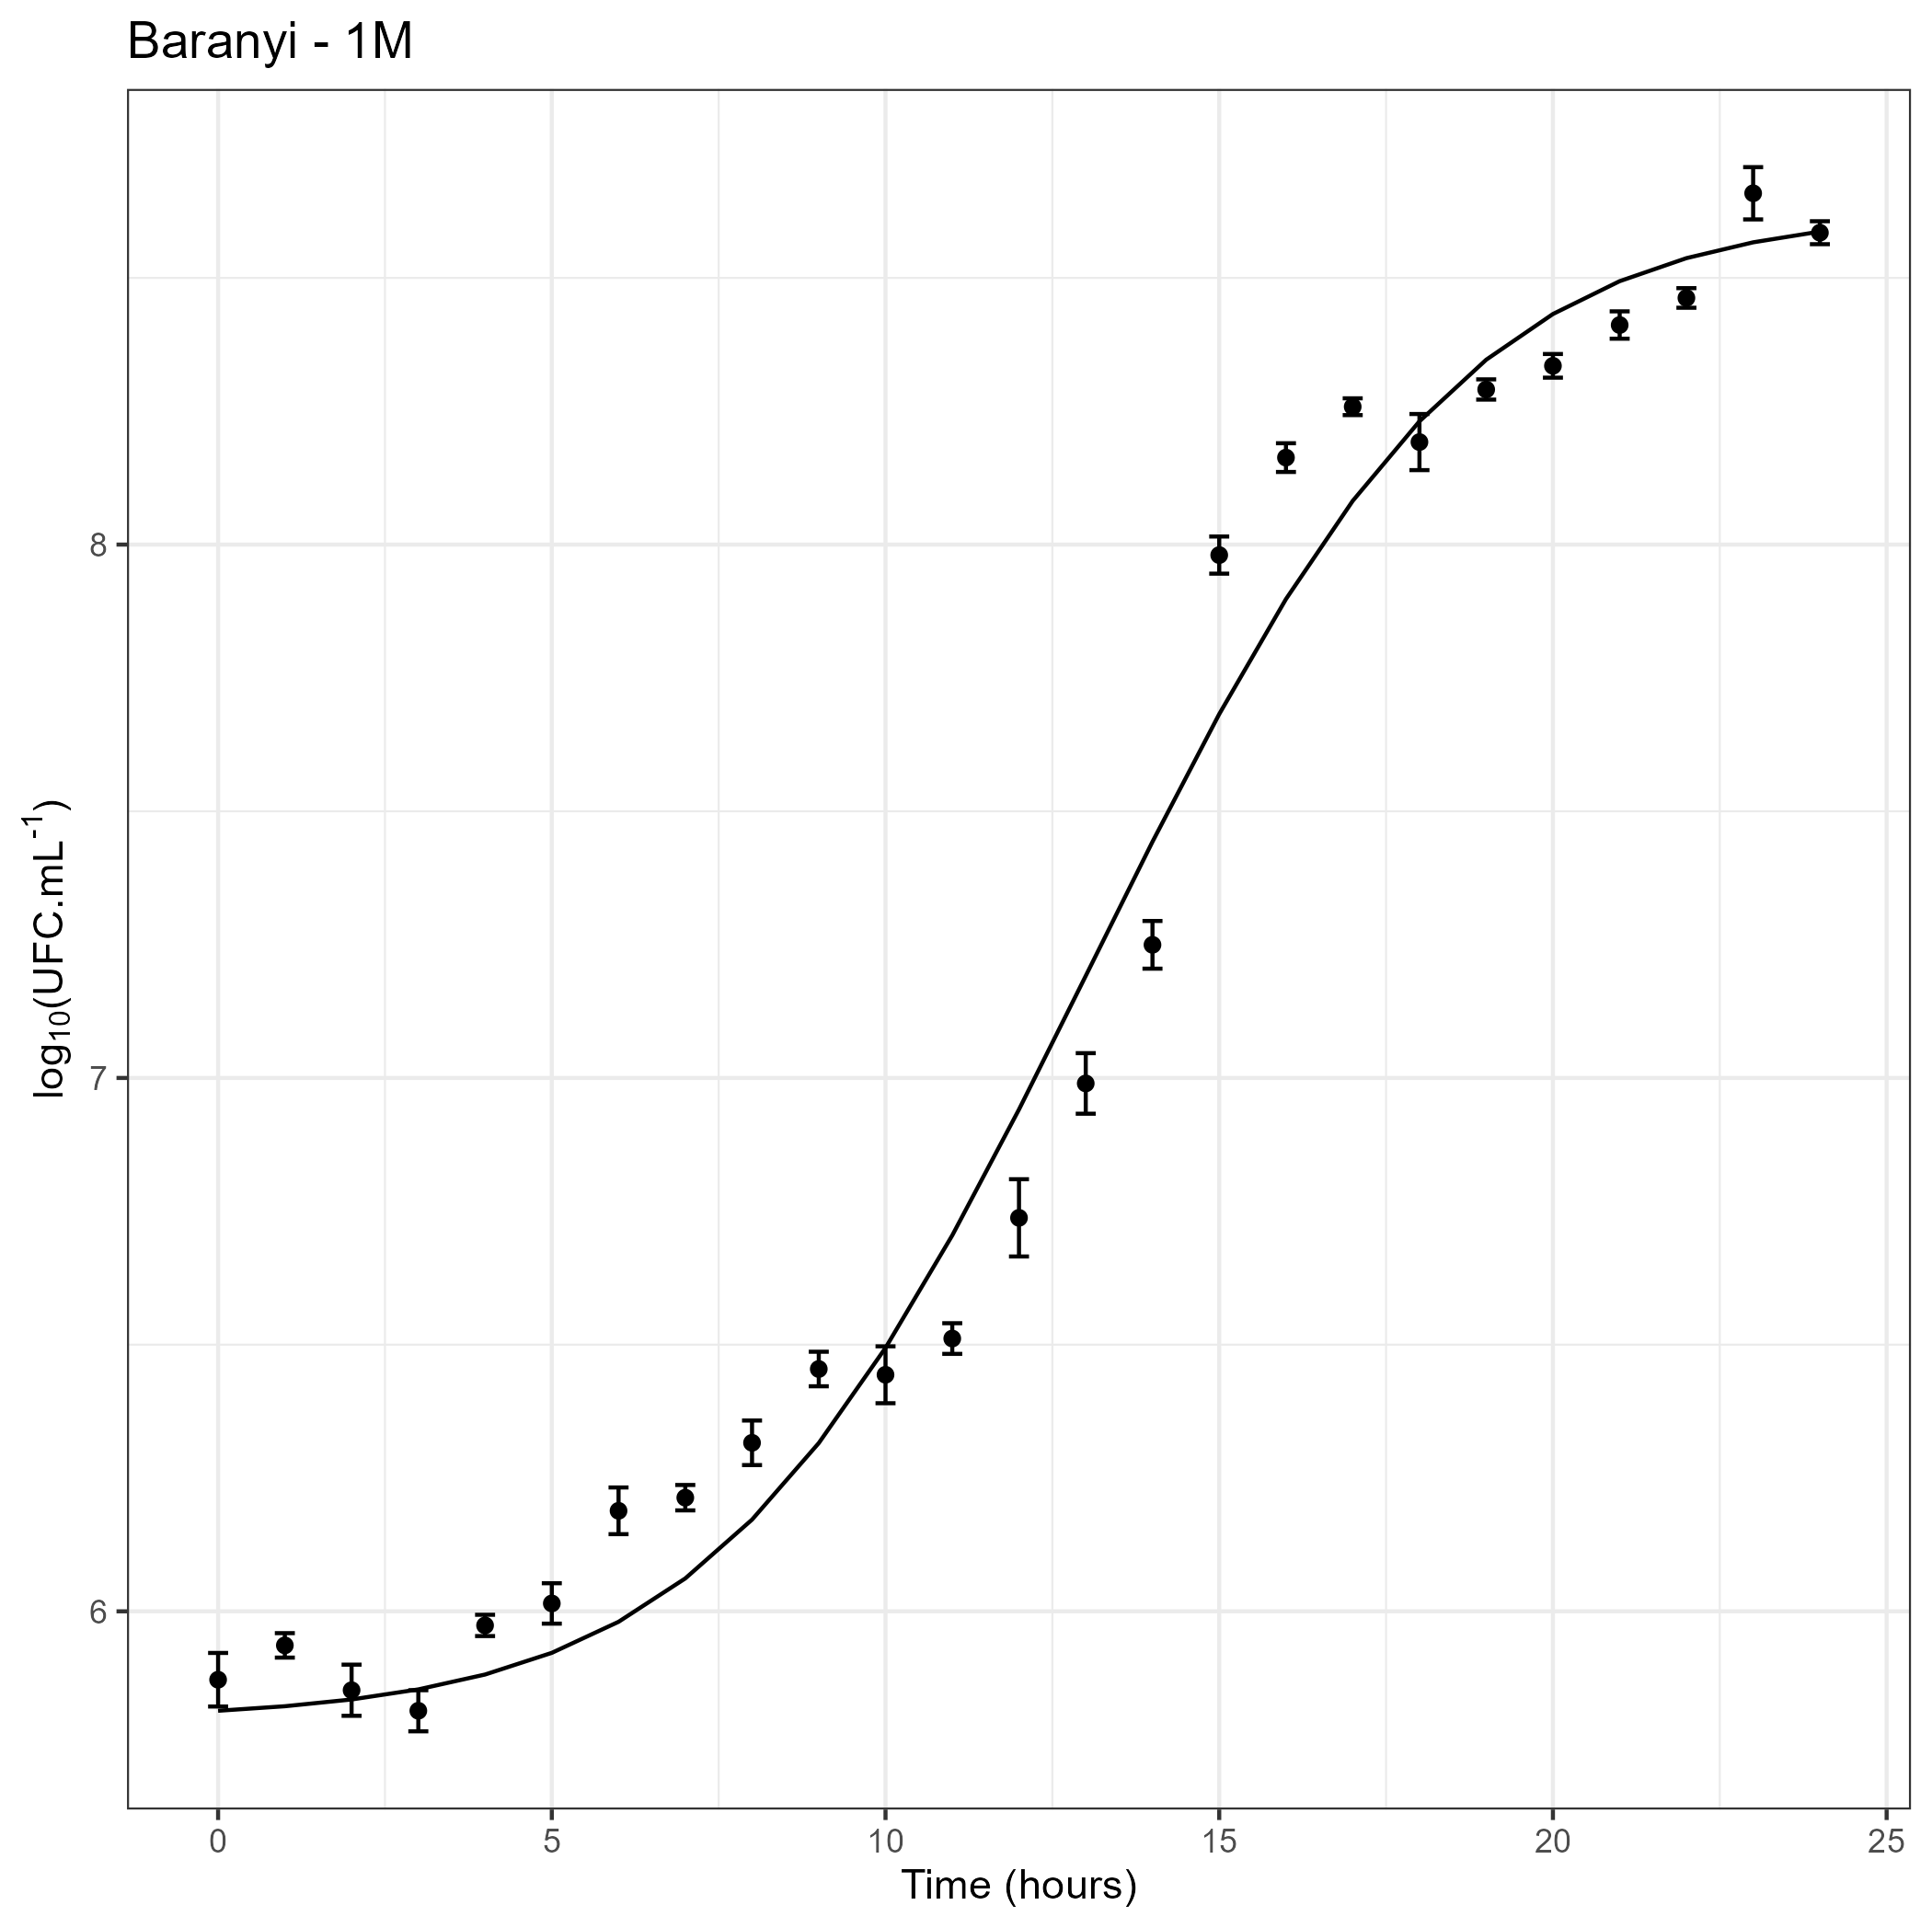 Baranyi - 1M
log₁₀(UFC.mL⁻¹)
8
7
6
0 5 10 15 20 25
Time (hours)